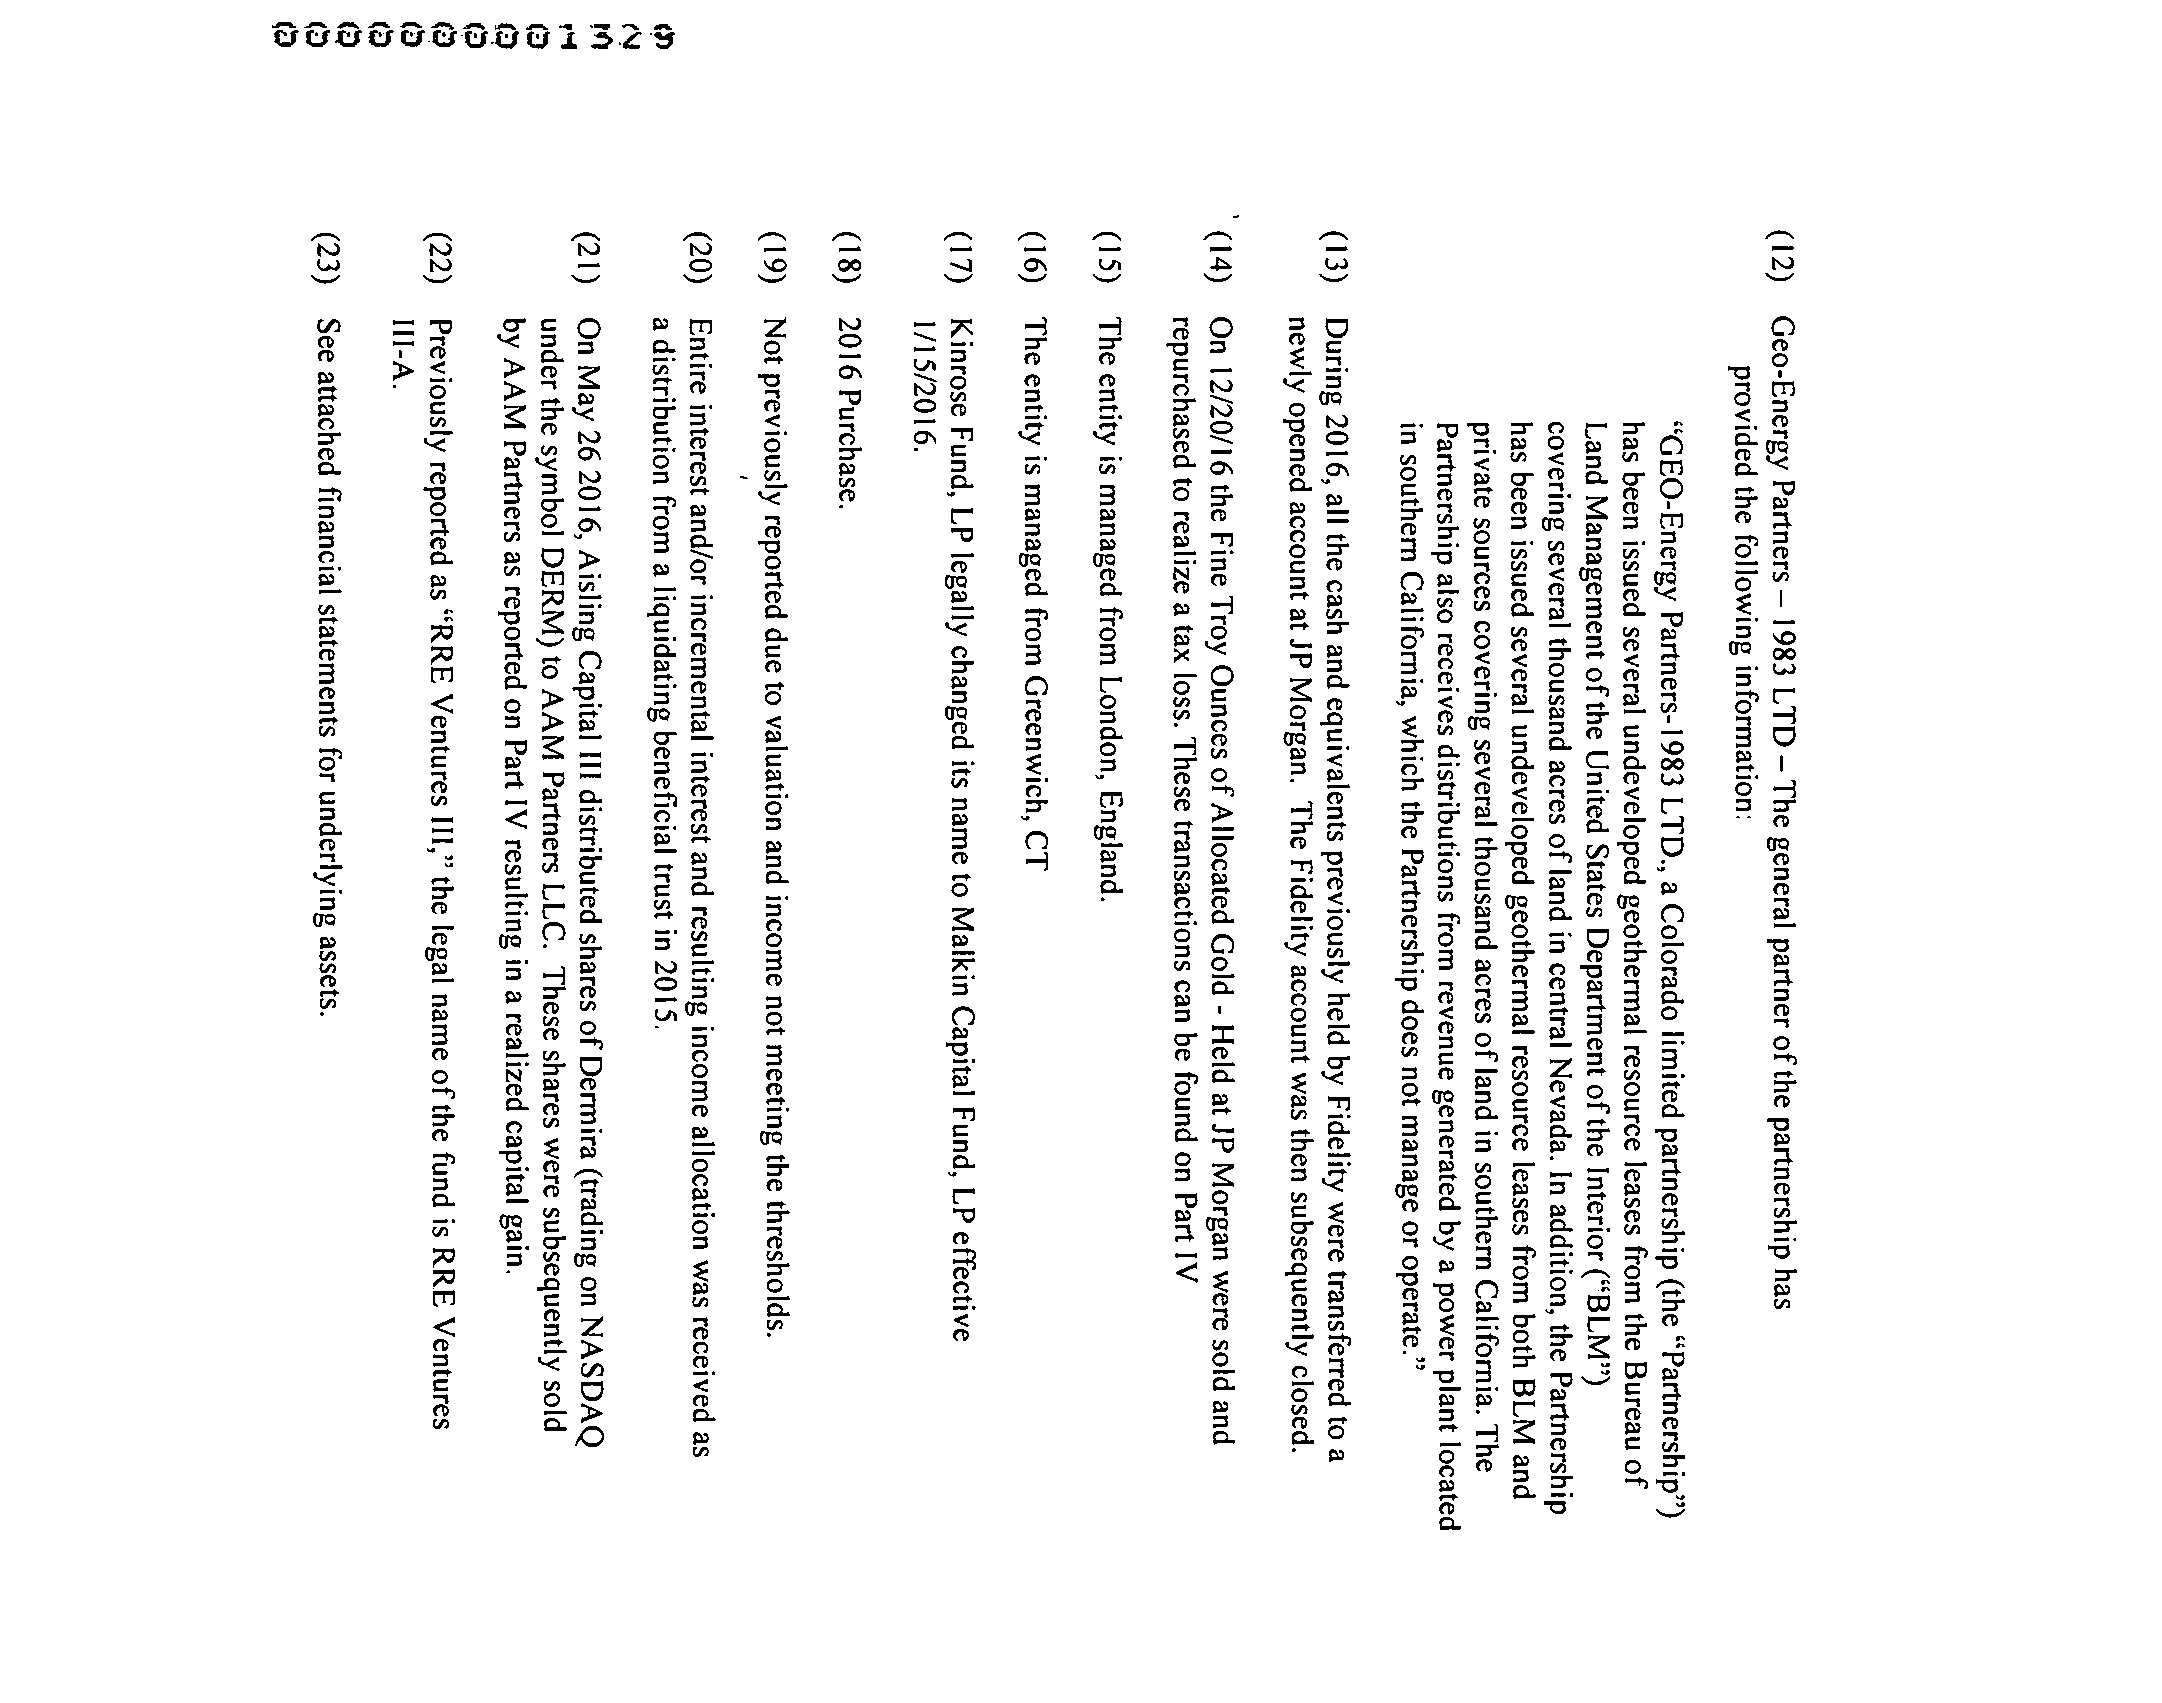 (12) Geo-Energy Partners – 1983 LTD – The general partner of the partnership has
provided the following information:
“GEO-Energy Partners-1983 LTD., a Colorado limited partnership (the “Partnership”)
has been issued several undeveloped geothermal resource leases from the Bureau of
Land Management of the United States Department of the Interior (“BLM”)
covering several thousand acres of land in central Nevada. In addition, the Partnership
has been issued several undeveloped geothermal resource leases from both BLM and
private sources covering several thousand acres of land in southern California. The
Partnership also receives distributions from revenue generated by a power plant located
in southern California, which the Partnership does not manage or operate.”
(13) During 2016, all the cash and equivalents previously held by Fidelity were transferred to a
newly opened account at JP Morgan. The Fidelity account was then subsequently closed.
(14) On 12/20/16 the Fine Troy Ounces of Allocated Gold - Held at JP Morgan were sold and
repurchased to realize a tax loss. These transactions can be found on Part IV
(15) The entity is managed from London, England.
(16) The entity is managed from Greenwich, CT
(17) Kinrose Fund, LP legally changed its name to Malkin Capital Fund, LP effective
1/15/2016.
(18) 2016 Purchase.
(19) Not previously reported due to valuation and income not meeting the thresholds.
(20) Entire interest and/or incremental interest and resulting income allocation was received as
a distribution from a liquidating beneficial trust in 2015.
(21) On May 26 2016, Aisling Capital III distributed shares of Dermira (trading on NASDAQ
under the symbol DERM) to AAM Partners LLC. These shares were subsequently sold
by AAM Partners as reported on Part IV resulting in a realized capital gain.
(22) Previously reported as “RRE Ventures III,” the legal name of the fund is RRE Ventures
III-A.
(23) See attached financial statements for underlying assets.
0000000001329